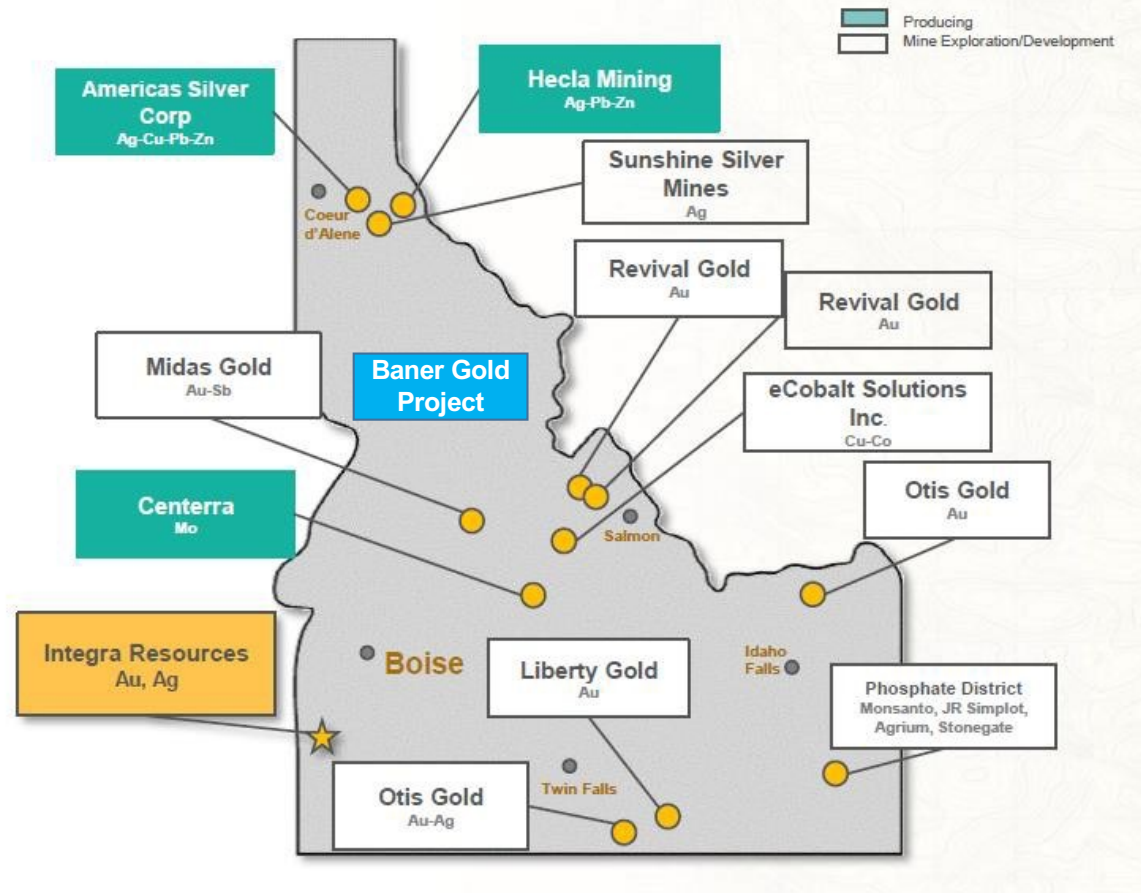 Producing
Mine Exploration/Development
Americas Silver
Corp
Ag-Cu-Pb-Zn
Hecla Mining
Ag-Pb-Zn
Sunshine Silver
Mines
Ag
Coeur
d'Alene
Revival Gold
Au
Revival Gold
Au
Midas Gold
Au-Sb
Baner Gold
Project
eCobalt Solutions
Inc.
Cu-Co
Otis Gold
Au
Centerra
Mo
Salmon
Integra Resources
Au, Ag
Boise
Liberty Gold
Au
Idaho
Falls
Phosphate District
Monsanto, JR Simplot,
Agrium, Stonegate
Otis Gold
Au-Ag
Twin Falls